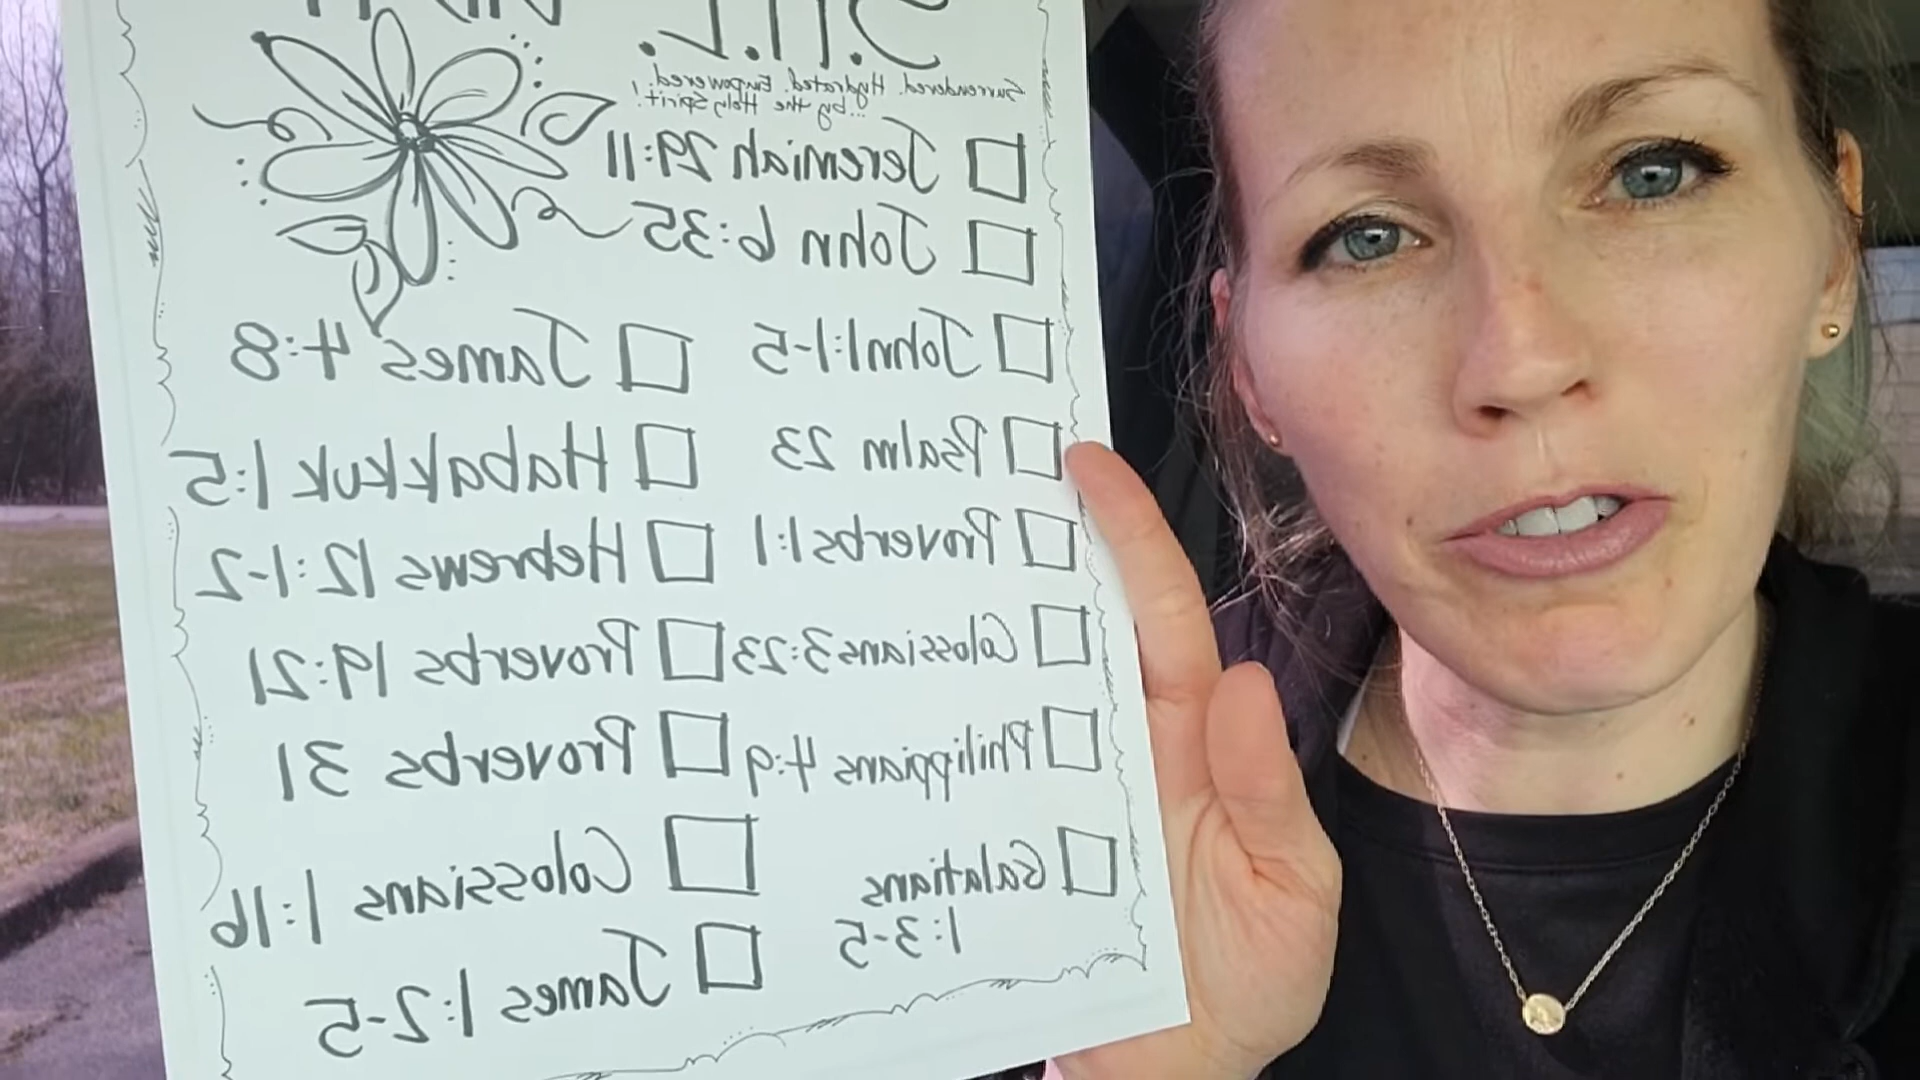 S.H.E.
Surrendered. Hydrated. Empowered.
...by the Holy Spirit!
Jeremiah 29:11
John 6:35
John 1:1-5
Psalm 23
Proverbs 1:1
Colossians 3:23
Philippians 4:9
Galatians
1:3-5
James 4:8
Habakkuk 1:5
Hebrews 12:1-2
Proverbs 19:21
Proverbs 31
Colossians 1:16
James 1:2-5